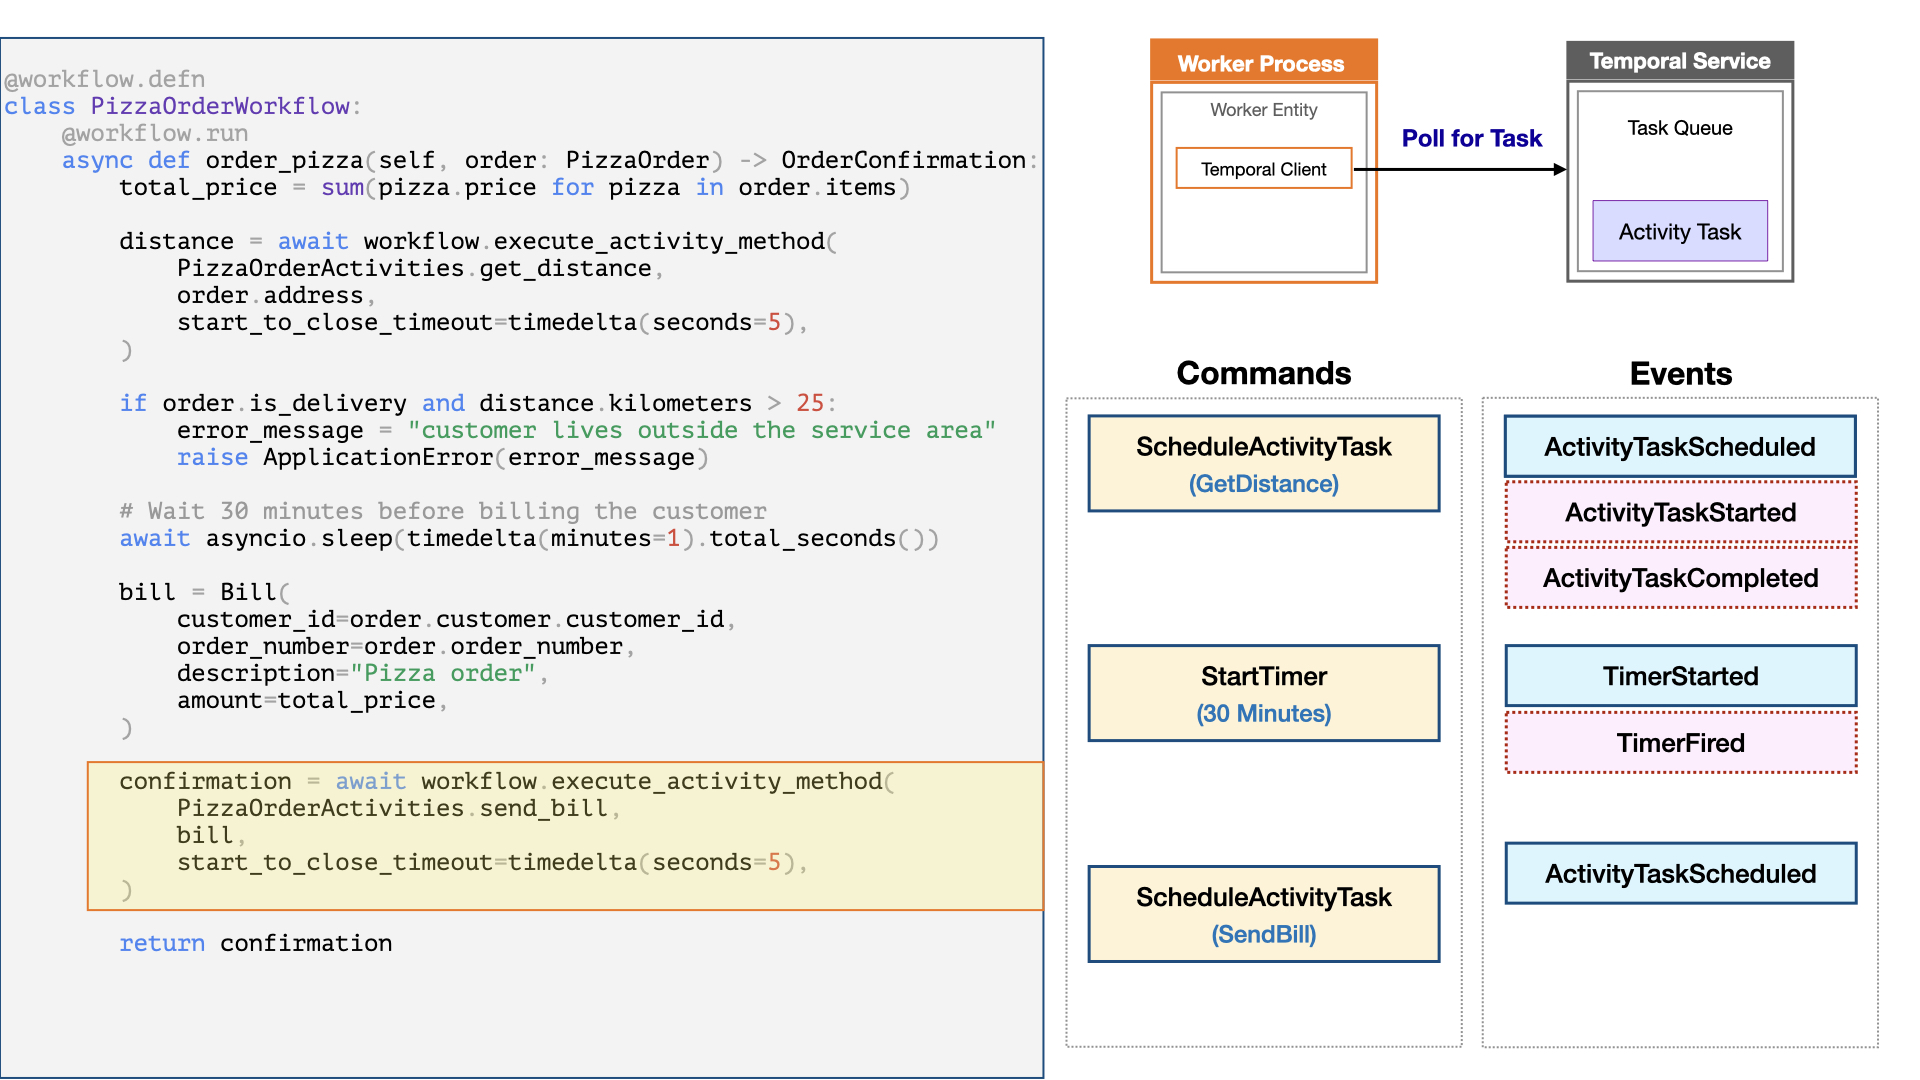 @workflow.defn
class PizzaOrderWorkflow:
    @workflow.run
    async def order_pizza(self, order: PizzaOrder) -> OrderConfirmation:
        total_price = sum(pizza.price for pizza in order.items)

        distance = await workflow.execute_activity_method(
            PizzaOrderActivities.get_distance,
            order.address,
            start_to_close_timeout=timedelta(seconds=5),
        )

        if order.is_delivery and distance.kilometers > 25:
            error_message = "customer lives outside the service area"
            raise ApplicationError(error_message)

        # Wait 30 minutes before billing the customer
        await asyncio.sleep(timedelta(minutes=1).total_seconds())

        bill = Bill(
            customer_id=order.customer.customer_id,
            order_number=order.order_number,
            description="Pizza order",
            amount=total_price,
        )

        confirmation = await workflow.execute_activity_method(
            PizzaOrderActivities.send_bill,
            bill,
            start_to_close_timeout=timedelta(seconds=5),
        )

        return confirmation
Worker Process
Worker Entity
Temporal Client
Poll for Task
Temporal Service
Task Queue
Activity Task
Commands
ScheduleActivityTask
(GetDistance)
StartTimer
(30 Minutes)
ScheduleActivityTask
(SendBill)
Events
ActivityTaskScheduled
ActivityTaskStarted
ActivityTaskCompleted
TimerStarted
TimerFired
ActivityTaskScheduled